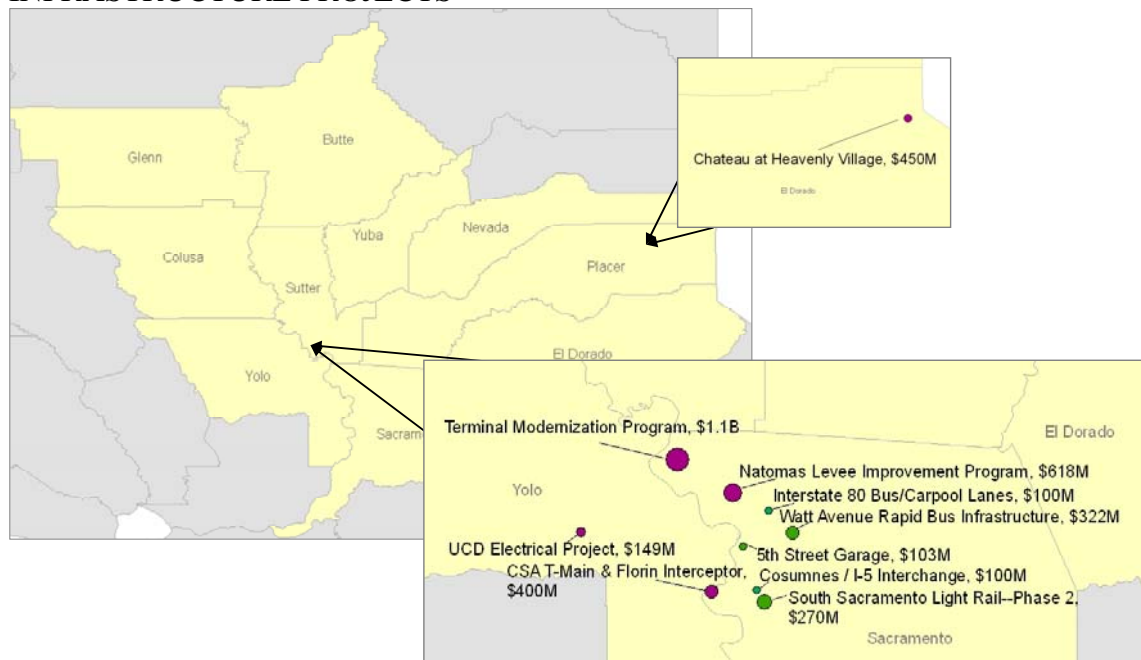 Butte
Glenn
Chateau at Heavenly Village, $450M
El Dorado
Nevada
Yuba
Colusa
Placer
Sutter
El Dorado
Yolo
Terminal Modernization Program, $1.1B
El Dorado
Natomas Levee Improvement Program, $618M
Yolo
Interstate 80 Bus/Carpool Lanes, $100M
Watt Avenue Rapid Bus Infrastructure, $322M
UCD Electrical Project, $149M
5th Street Garage, $103M
CSA T-Main & Florin Interceptor,
$400M
Cosumnes / I-5 Interchange, $100M
South Sacramento Light Rail--Phase 2,
$270M
Sacramento